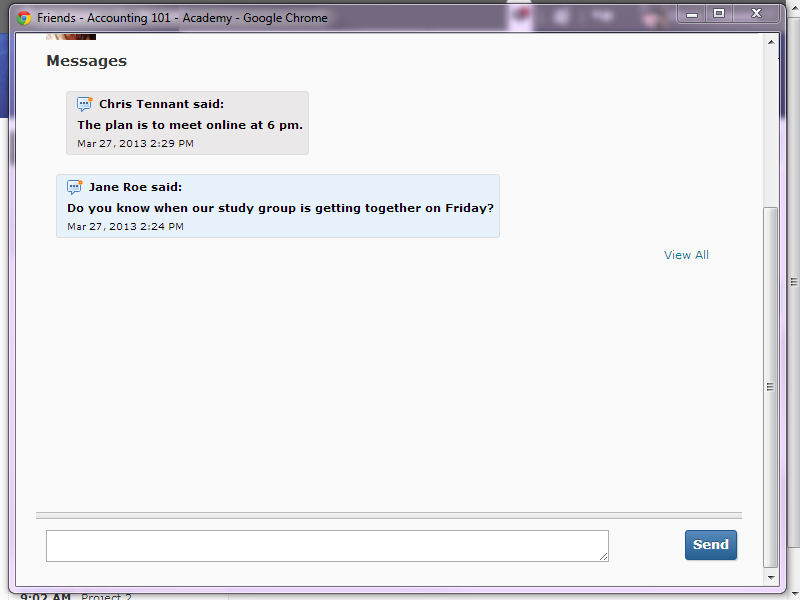 Friends - Accounting 101 - Academy - Google Chrome
Messages
Chris Tennant said:
The plan is to meet online at 6 pm.
Mar 27, 2013 2:29 PM
Jane Roe said:
Do you know when our study group is getting together on Friday?
Mar 27, 2013 2:24 PM
View All
Send
9:02 AM Project 2